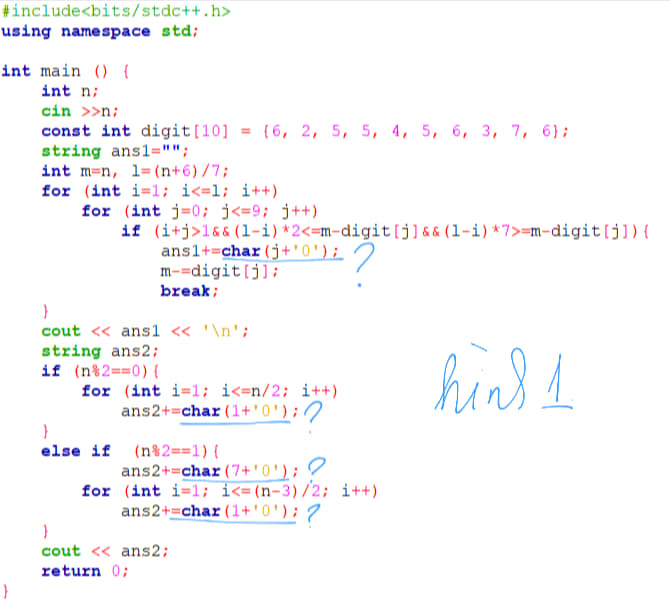 #include<bits/stdc++.h>
using namespace std;
int main () {
int n;
cin >>n;
const int digit[10] = {6, 2, 5, 5, 4, 5, 6, 3, 7, 6};
string ans1="";
int m=n, l=(n+6)/7;
for (int i=1; i<=l; i++)
for (int j=0; j<=9; j++)
if (i+j>1&&(l-i)*2<=m-digit[j]&&(l-i)*7>=m-digit[j]){
ans1+=char(j+'0'); ?
m-=digit[j];
break;
}
cout << ans1 << '\n';
string ans2;
if (n%2==0){
for (int i=1; i<=n/2; i++)
ans2+=char(1+'0'); ?
}
else if (n%2==1){
ans2+=char(7+'0'); ?
for (int i=1; i<=(n-3)/2; i++)
ans2+=char(1+'0'); ?
}
cout << ans2;
return 0;
}
1